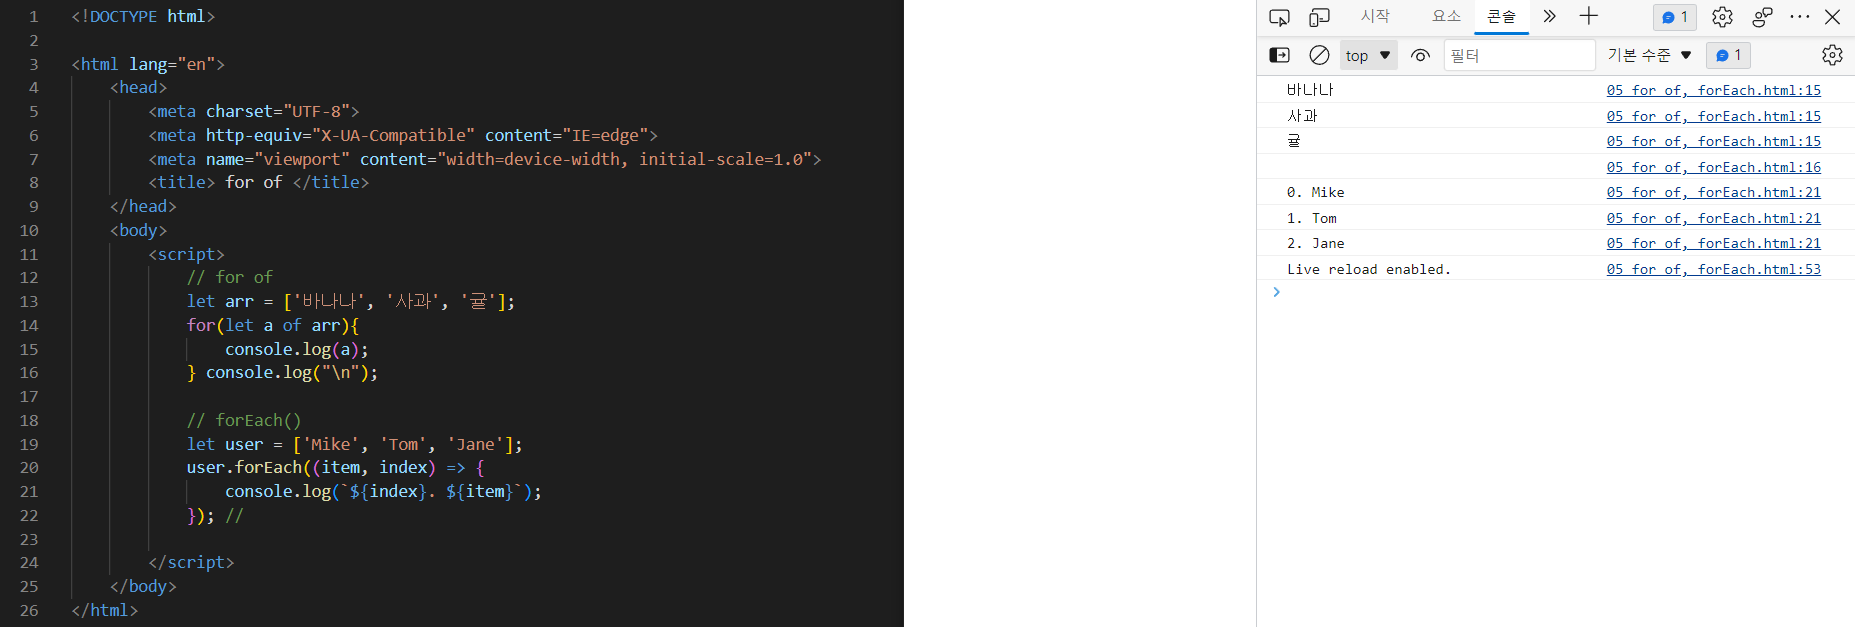 1 <!DOCTYPE html>
2
3 <html lang="en">
4 <head>
5 <meta charset="UTF-8">
6 <meta http-equiv="X-UA-Compatible" content="IE=edge">
7 <meta name="viewport" content="width=device-width, initial-scale=1.0">
8 <title> for of </title>
9 </head>
10 <body>
11 <script>
12 // for of
13 let arr = ['바나나', '사과', '귤'];
14 for(let a of arr){
15 console.log(a);
16 } console.log("\n");
17
18 // forEach()
19 let user = ['Mike', 'Tom', 'Jane'];
20 user.forEach((item, index) => {
21 console.log(`${index}. ${item}`);
22 }); //
23
24 </script>
25 </body>
26 </html>
시작 요소 콘솔 1
top 필터 기본 수준 1
바나나 05 for of, forEach.html:15
사과 05 for of, forEach.html:15
귤 05 for of, forEach.html:15
05 for of, forEach.html:16
0. Mike 05 for of, forEach.html:21
1. Tom 05 for of, forEach.html:21
2. Jane 05 for of, forEach.html:21
Live reload enabled. 05 for of, forEach.html:53